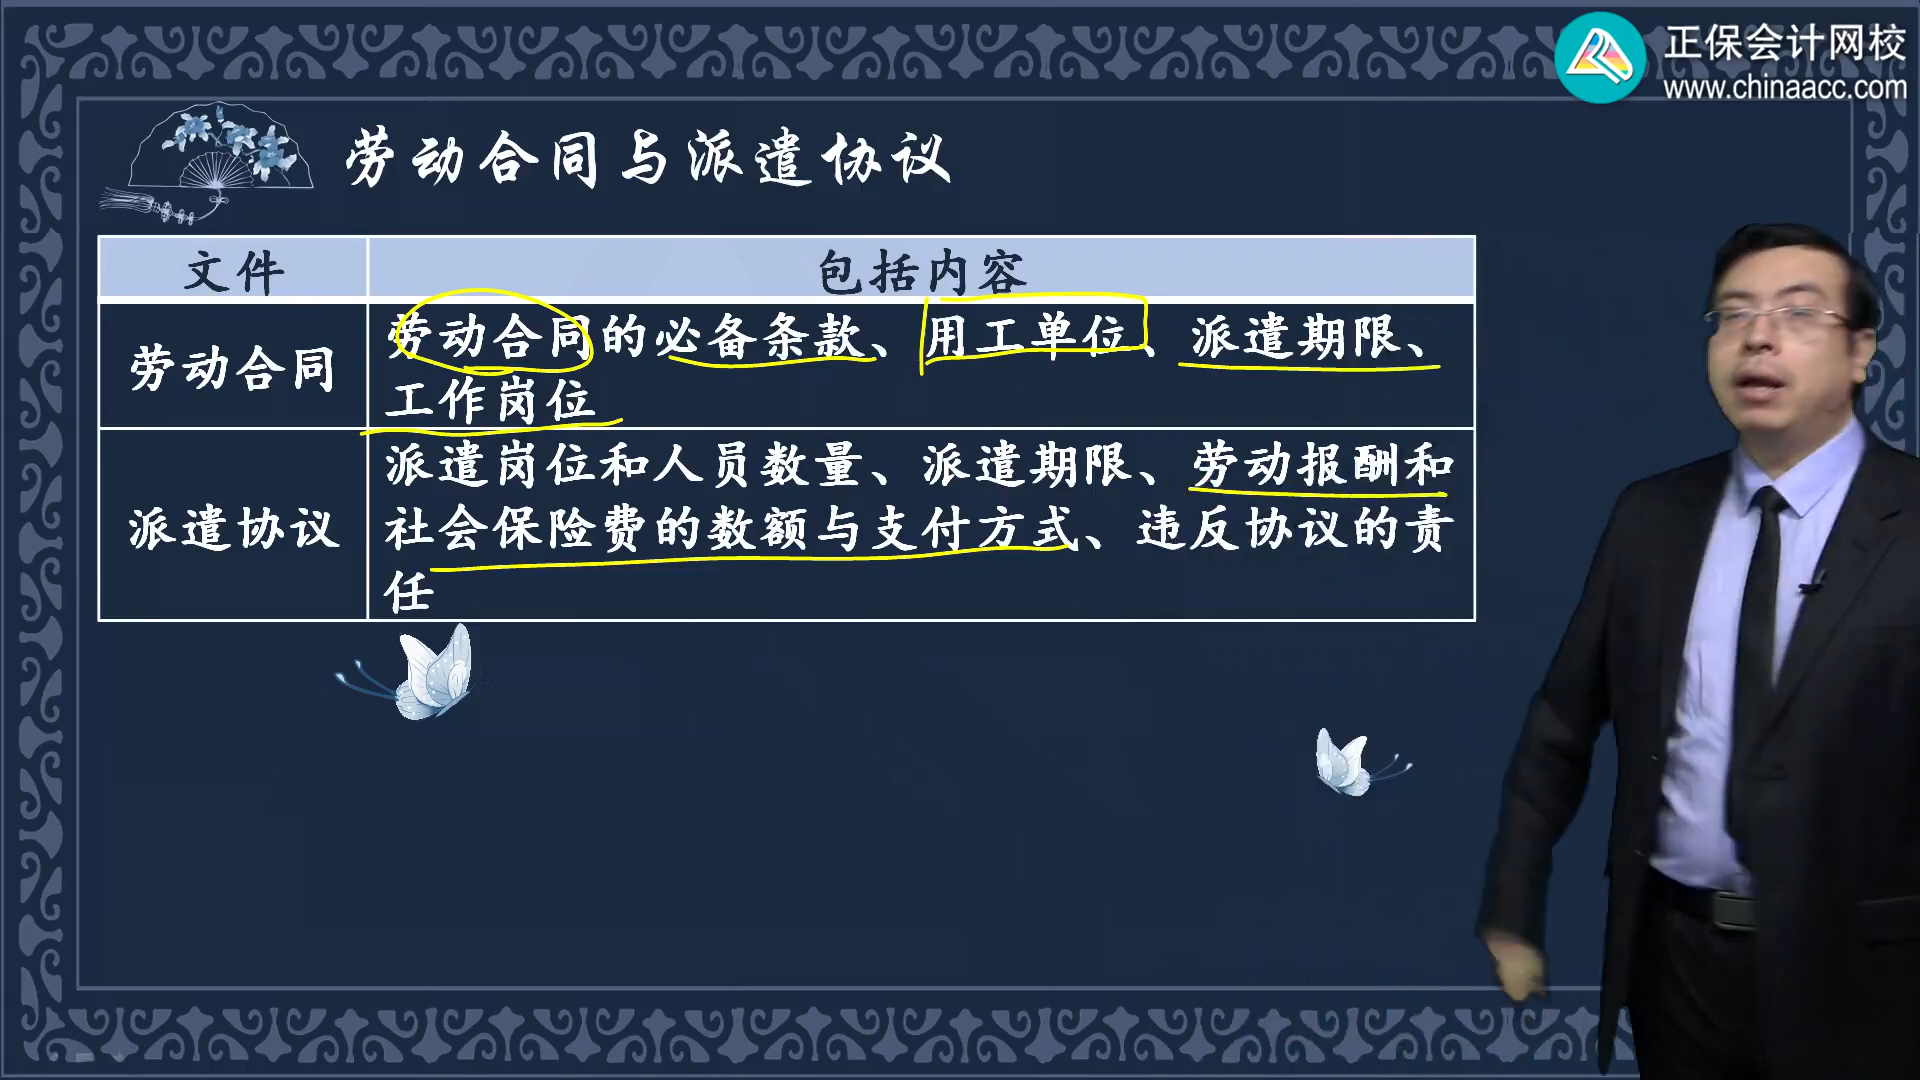 正保会计网校
www.chinaacc.com
劳动合同与派遣协议
文件
包括内容
劳动合同
劳动合同的必备条款、用工单位、派遣期限、
工作岗位
派遣协议
派遣岗位和人员数量、派遣期限、劳动报酬和
社会保险费的数额与支付方式、违反协议的责
任